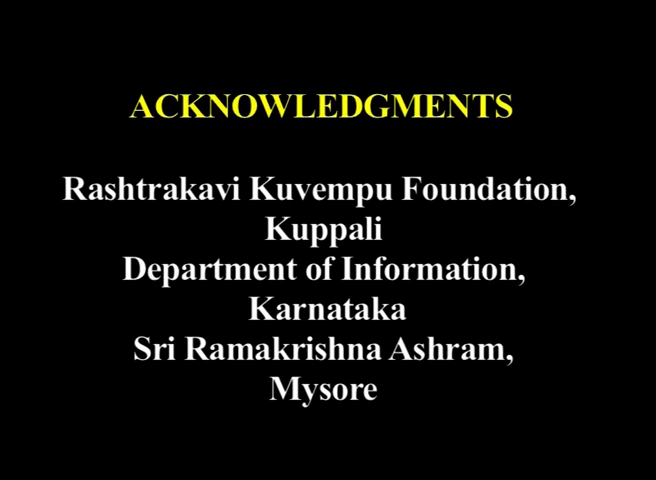 ACKNOWLEDGMENTS
Rashtrakavi Kuvempu Foundation,
Kuppali
Department of Information,
Karnataka
Sri Ramakrishna Ashram,
Mysore